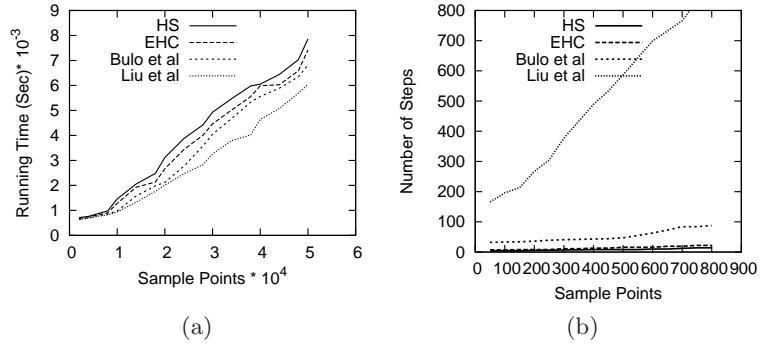 HS
EHC
Bulo et al
Liu et al
9
8
7
6
5
4
3
2
1
0
Running Time (Sec)* 10^-3
0 1 2 3 4 5 6
Sample Points * 10^4
(a)
HS
EHC
Bulo et al
Liu et al
800
700
600
500
400
300
200
100
0
Number of Steps
0 100 200 300 400 500 600 700 800 900
Sample Points
(b)